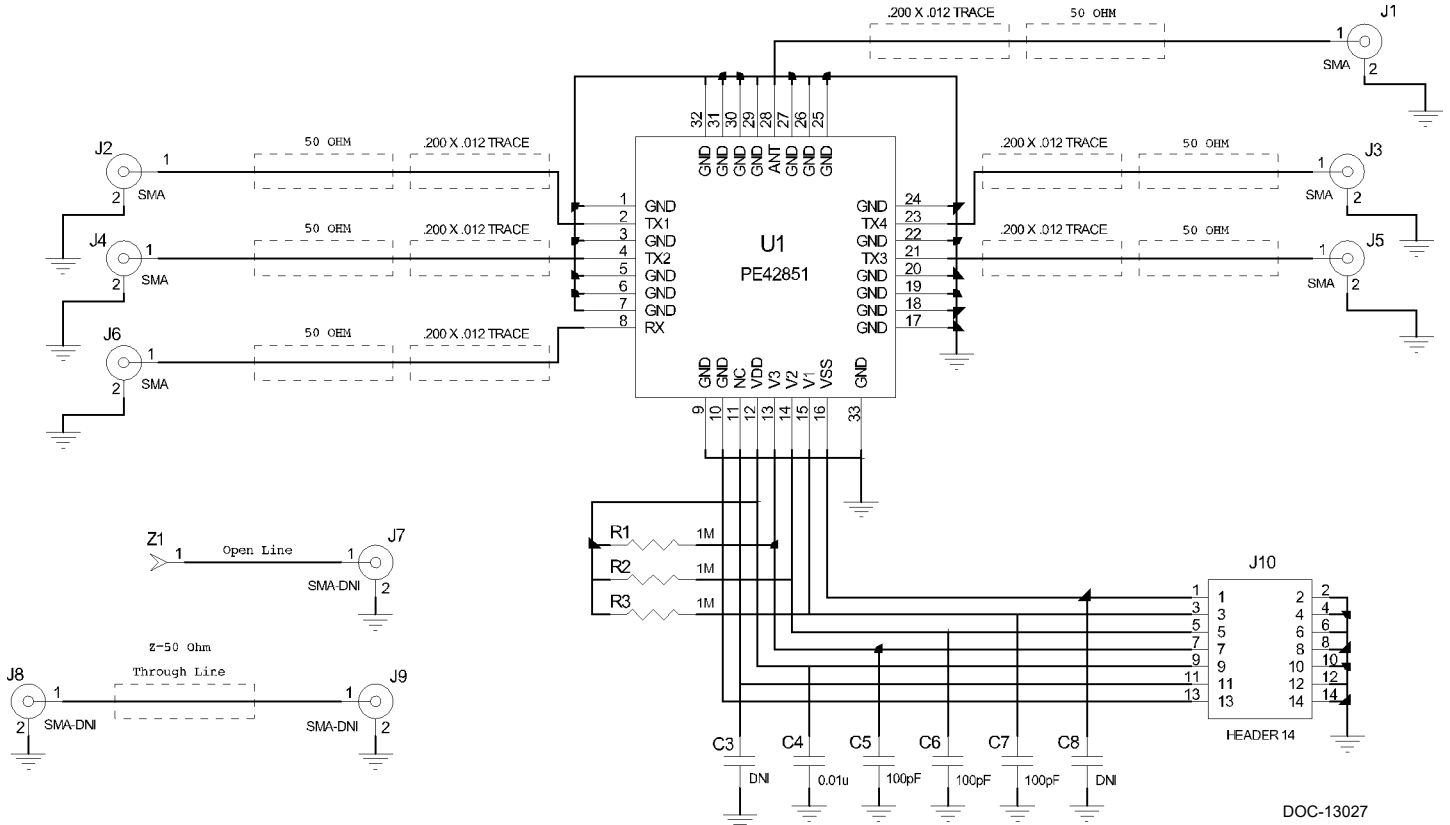 .200 X .012 TRACE
50 OHM
J1
1
SMA
2
32
31
30
29
28
27
26
25
GND
GND
GND
GND
ANT
GND
GND
GND
J2
1
2
SMA
50 OHM
.200 X .012 TRACE
J4
1
2
SMA
50 OHM
.200 X .012 TRACE
J6
1
2
SMA
50 OHM
.200 X .012 TRACE
1 GND
2 TX1
3 GND
4 TX2
5 GND
6 GND
7 GND
8 RX
U1
PE42851
GND 24
TX4 23
GND 22
TX3 21
GND 20
GND 19
GND 18
GND 17
.200 X .012 TRACE
50 OHM
J3
1
SMA
2
.200 X .012 TRACE
50 OHM
J5
1
SMA
2
GND
GND
NC
VDD
V3
V2
V1
VSS
GND
9
10
11
12
13
14
15
16
33
R1 1M
R2 1M
R3 1M
Z1
1
Open Line
1
J7
SMA-DNI
2
Z=50 Ohm
Through Line
J8
1
2
SMA-DNI
1
J9
SMA-DNI
2
J10
1 1 2 2
3 3 4 4
5 5 6 6
7 7 8 8
9 9 10 10
11 11 12 12
13 13 14 14
HEADER 14
C3
DNI
C4
0.01u
C5
100pF
C6
100pF
C7
100pF
C8
DNI
DOC-13027